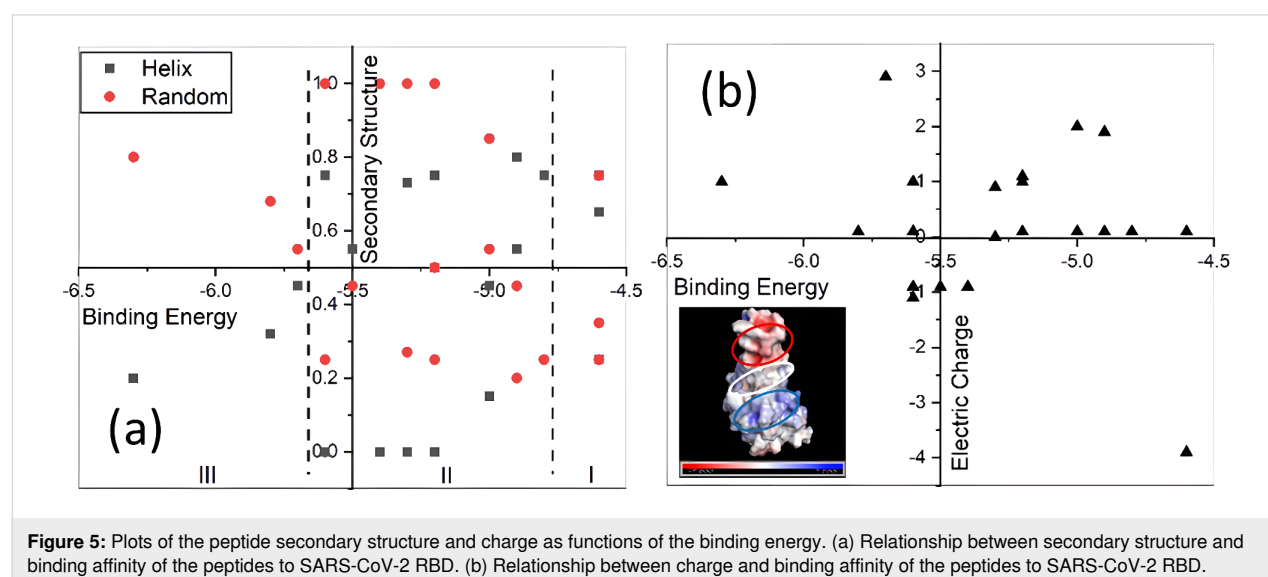 Helix
Random
Secondary Structure
1.0
0.8
0.6
0.4
0.2
0.0
-6.5
-6.0
-5.5
-5.0
-4.5
Binding Energy
(a)
III
II
I
(b)
3
2
1
0
-1
-2
-3
-4
-6.5
-6.0
-5.5
-5.0
-4.5
Binding Energy
Electric Charge
Figure 5: Plots of the peptide secondary structure and charge as functions of the binding energy. (a) Relationship between secondary structure and
binding affinity of the peptides to SARS-CoV-2 RBD. (b) Relationship between charge and binding affinity of the peptides to SARS-CoV-2 RBD.